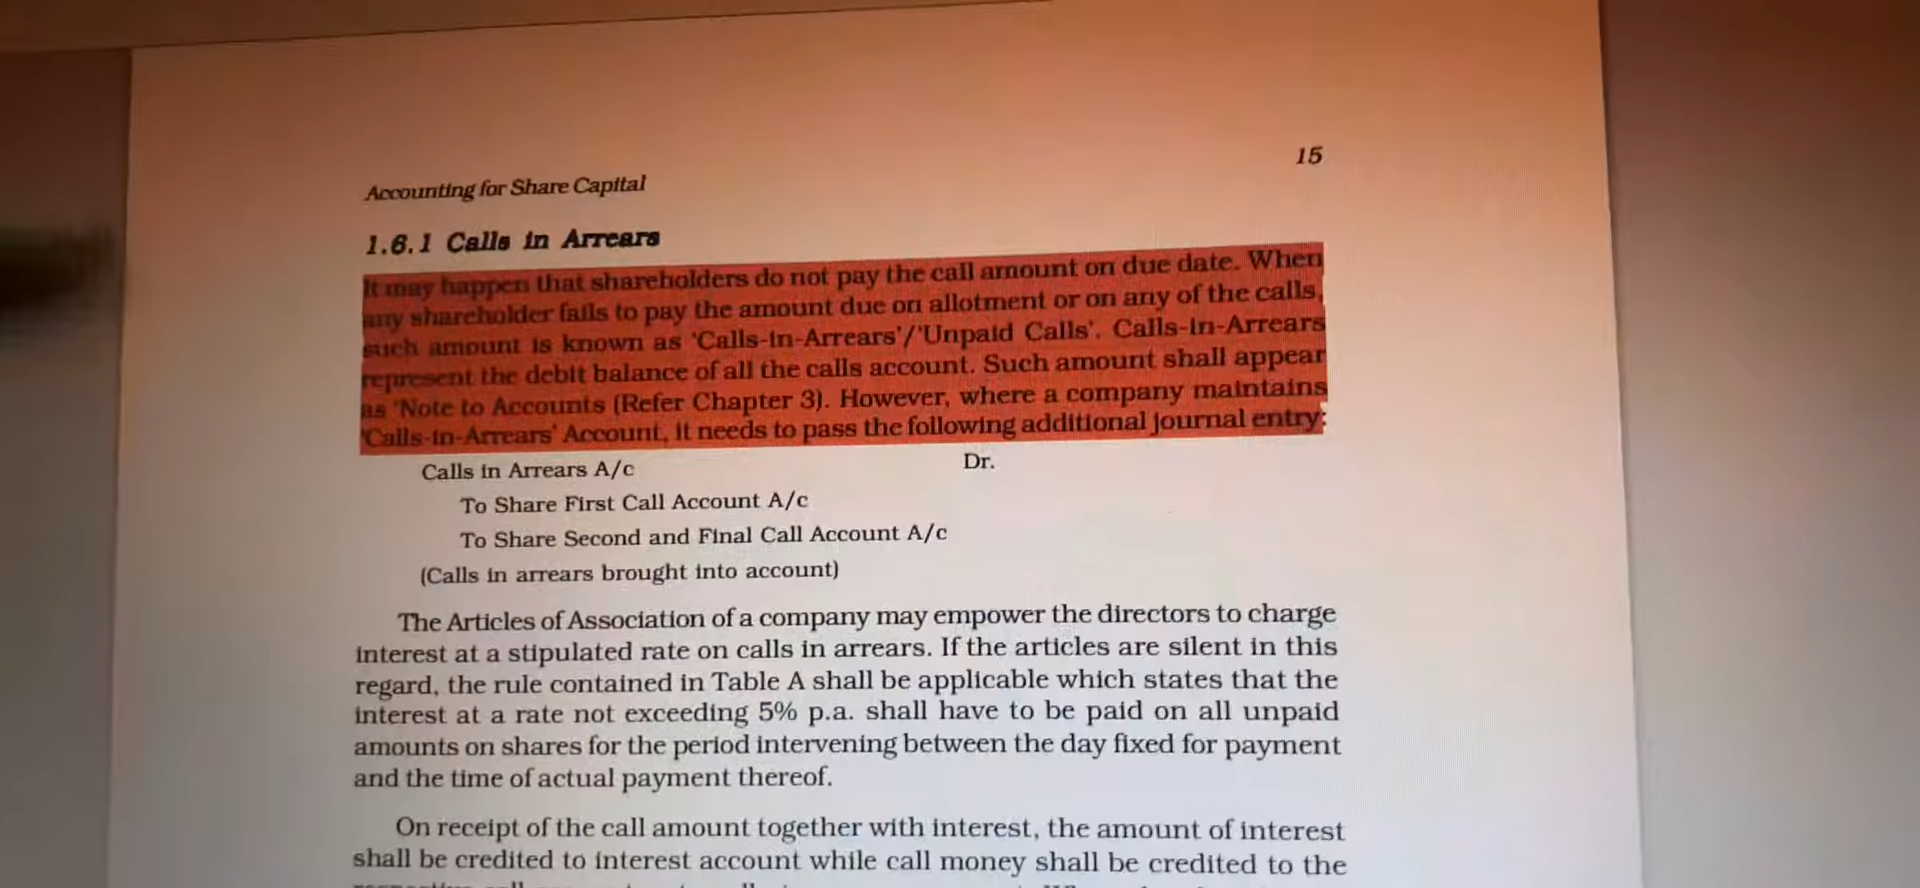 15
Accounting for Share Capital
1.6.1 Calls in Arrears
It may happen that shareholders do not pay the call amount on due date. When
any shareholder fails to pay the amount due on allotment or on any of the calls,
such amount is known as 'Calls-in-Arrears'/'Unpaid Calls'. Calls-in-Arrears
represent the debit balance of all the calls account. Such amount shall appear
as 'Note to Accounts (Refer Chapter 3). However, where a company maintains
'Calls-in-Arrears' Account, it needs to pass the following additional journal entry:
Calls in Arrears A/c Dr.
To Share First Call Account A/c
To Share Second and Final Call Account A/c
(Calls in arrears brought into account)
The Articles of Association of a company may empower the directors to charge
interest at a stipulated rate on calls in arrears. If the articles are silent in this
regard, the rule contained in Table A shall be applicable which states that the
interest at a rate not exceeding 5% p.a. shall have to be paid on all unpaid
amounts on shares for the period intervening between the day fixed for payment
and the time of actual payment thereof.
On receipt of the call amount together with interest, the amount of interest
shall be credited to interest account while call money shall be credited to the